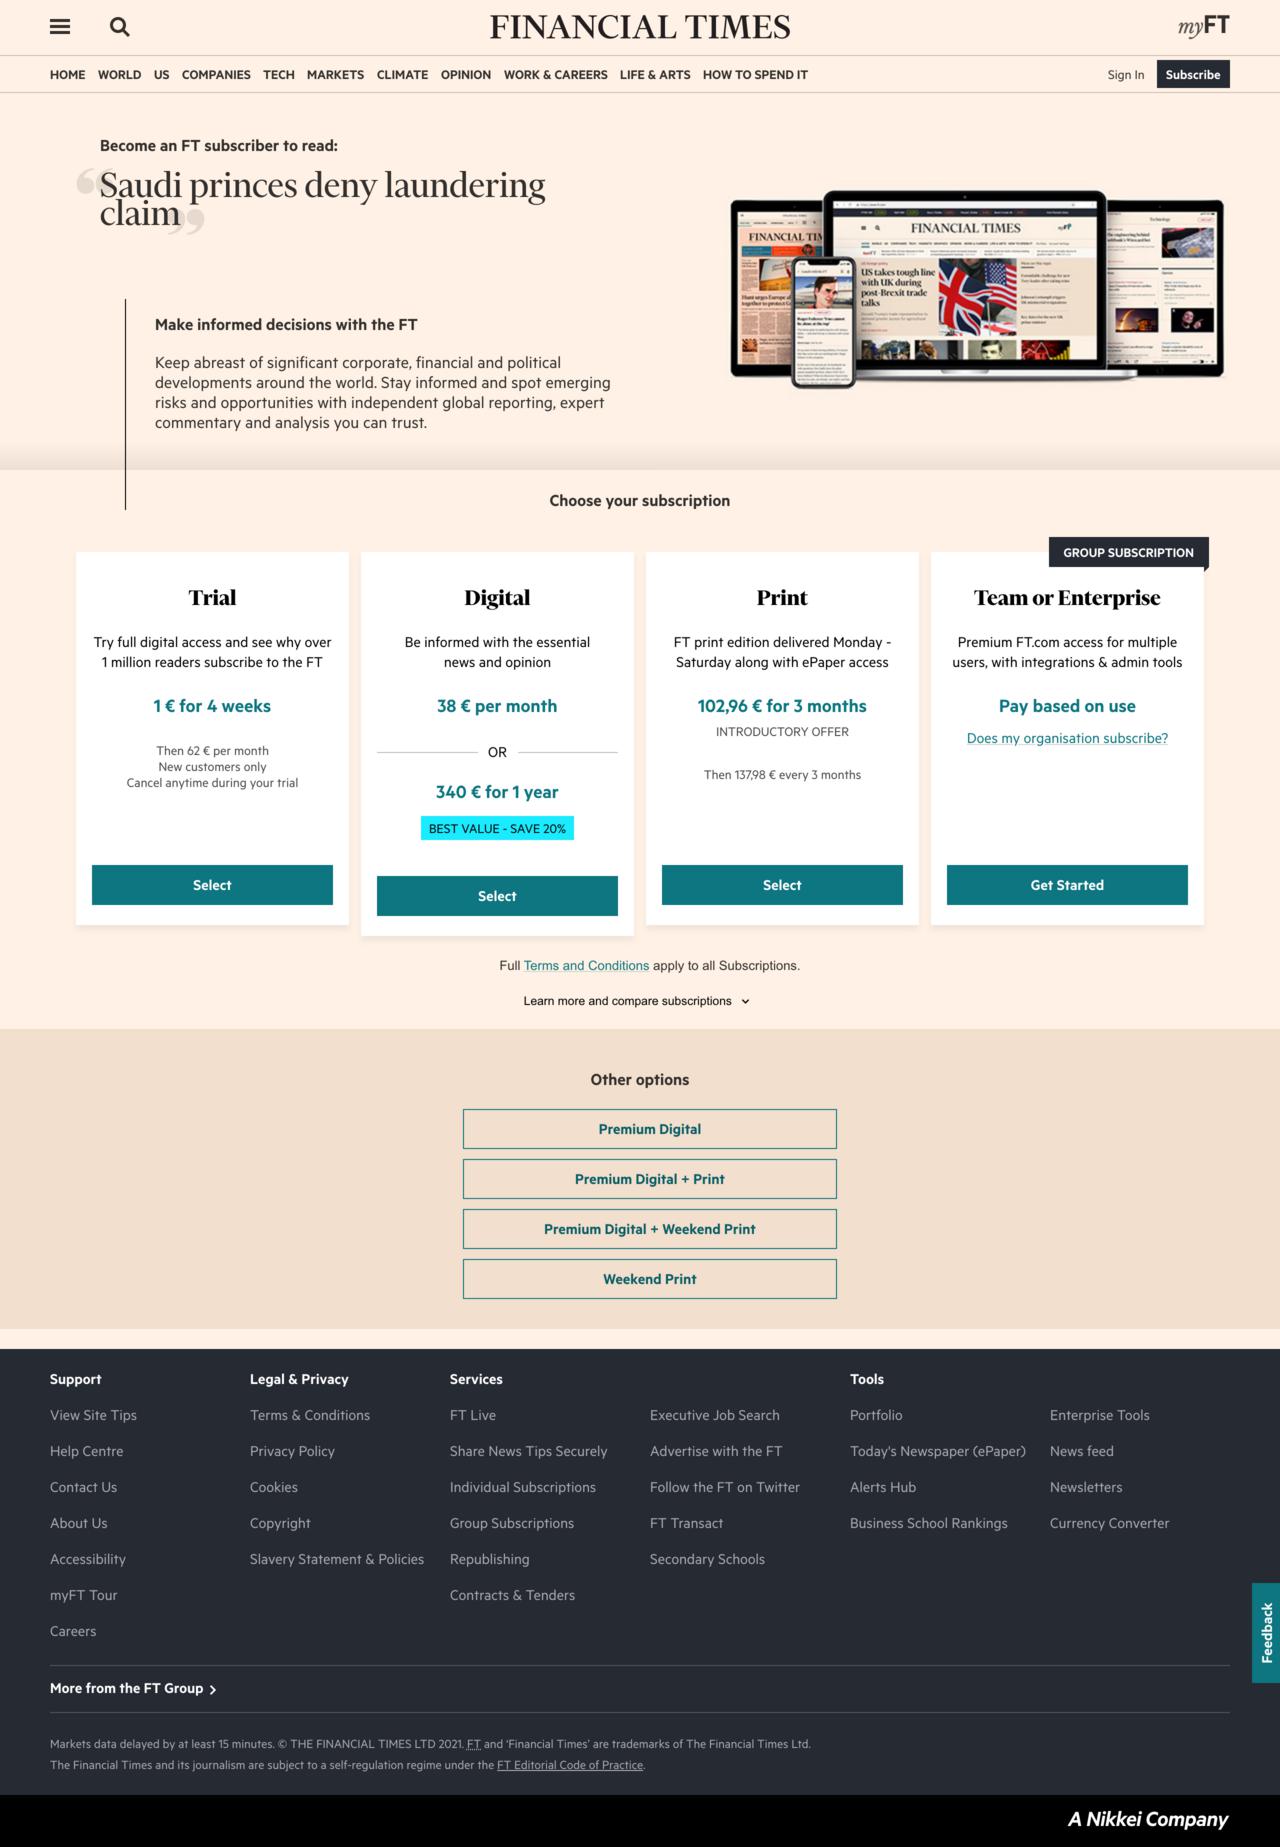 FINANCIAL TIMES
myFT
HOME WORLD US COMPANIES TECH MARKETS CLIMATE OPINION WORK & CAREERS LIFE & ARTS HOW TO SPEND IT
Sign In Subscribe
Become an FT subscriber to read:
“Saudi princes deny laundering
claim”
FINANCIAL TIMES
US takes tough line
with UK during
post-Brexit trade
talks
Make informed decisions with the FT
Keep abreast of significant corporate, financial and political
developments around the world. Stay informed and spot emerging
risks and opportunities with independent global reporting, expert
commentary and analysis you can trust.
Choose your subscription
Trial
Try full digital access and see why over
1 million readers subscribe to the FT
1 € for 4 weeks
Then 62 € per month
New customers only
Cancel anytime during your trial
Select
Digital
Be informed with the essential
news and opinion
38 € per month
OR
340 € for 1 year
BEST VALUE - SAVE 20%
Select
Print
FT print edition delivered Monday -
Saturday along with ePaper access
102,96 € for 3 months
INTRODUCTORY OFFER
Then 137,98 € every 3 months
Select
GROUP SUBSCRIPTION
Team or Enterprise
Premium FT.com access for multiple
users, with integrations & admin tools
Pay based on use
Does my organisation subscribe?
Get Started
Full Terms and Conditions apply to all Subscriptions.
Learn more and compare subscriptions
Other options
Premium Digital
Premium Digital + Print
Premium Digital + Weekend Print
Weekend Print
Support
View Site Tips
Help Centre
Contact Us
About Us
Accessibility
myFT Tour
Careers
Legal & Privacy
Terms & Conditions
Privacy Policy
Cookies
Copyright
Slavery Statement & Policies
Services
FT Live
Share News Tips Securely
Individual Subscriptions
Group Subscriptions
Republishing
Contracts & Tenders
Executive Job Search
Advertise with the FT
Follow the FT on Twitter
FT Transact
Secondary Schools
Tools
Portfolio
Today's Newspaper (ePaper)
Alerts Hub
Business School Rankings
Enterprise Tools
News feed
Newsletters
Currency Converter
Feedback
More from the FT Group
Markets data delayed by at least 15 minutes. © THE FINANCIAL TIMES LTD 2021. FT and ‘Financial Times’ are trademarks of The Financial Times Ltd.
The Financial Times and its journalism are subject to a self-regulation regime under the FT Editorial Code of Practice.
A Nikkei Company